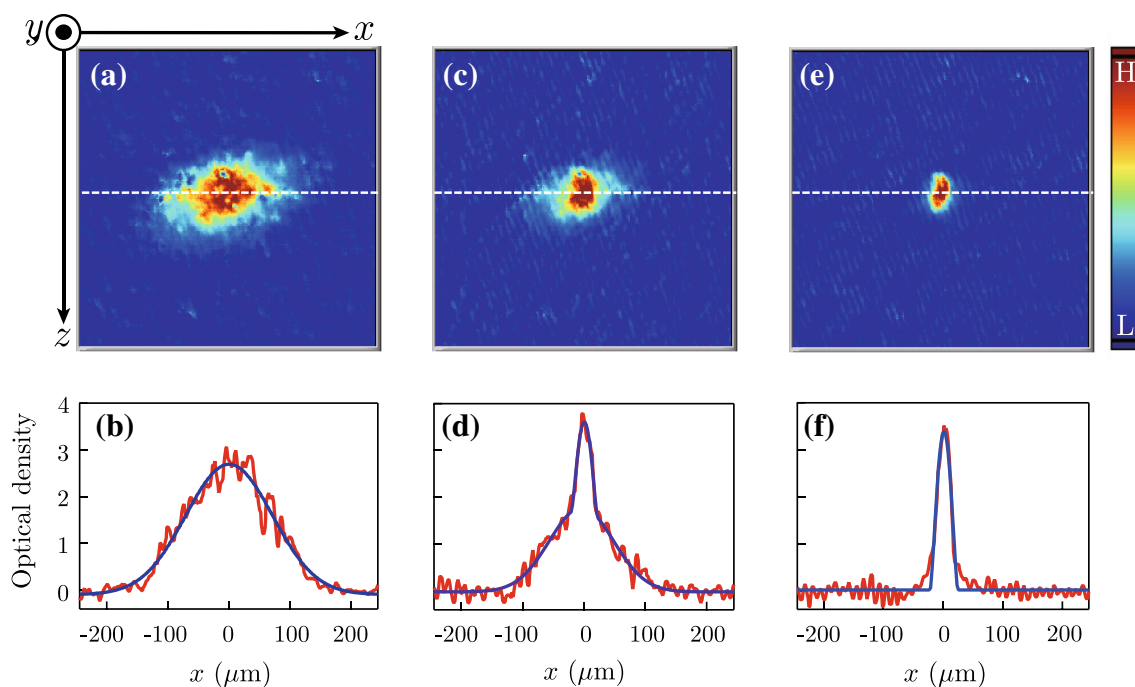 y x
(a) (c) (e) H
z L
Optical density
4
3
2
1
0
(b) (d) (f)
-200 -100 0 100 200
-200 -100 0 100 200
-200 -100 0 100 200
x (μm) x (μm) x (μm)